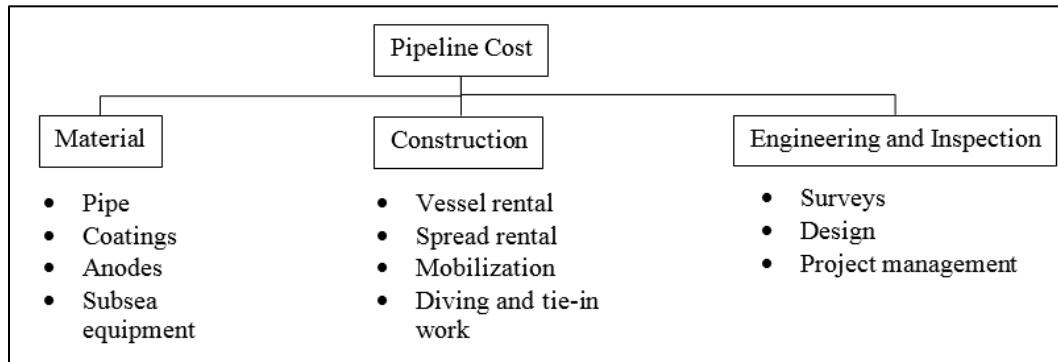 Pipeline Cost
Material
• Pipe
• Coatings
• Anodes
• Subsea
equipment
Construction
• Vessel rental
• Spread rental
• Mobilization
• Diving and tie-in
work
Engineering and Inspection
• Surveys
• Design
• Project management